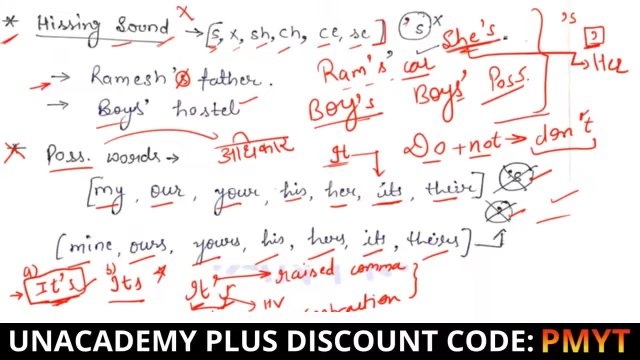 * Hissing Sound x → [s, x, sh, ch, ce, se] ('s)x She's. 's ?
→ Ramesh' father. Ram's' car → Her
→ Boys' hostel Boy's Boys' Poss.
* Poss. words → अधिकार It Do + not → don't
[my, our, your, his, her, its, their] 's
[mine, ours, yours, his, hers, its, theirs] '
a) It's b) Its It's → raised comma
HV
contraction
UNACADEMY PLUS DISCOUNT CODE: PMYT